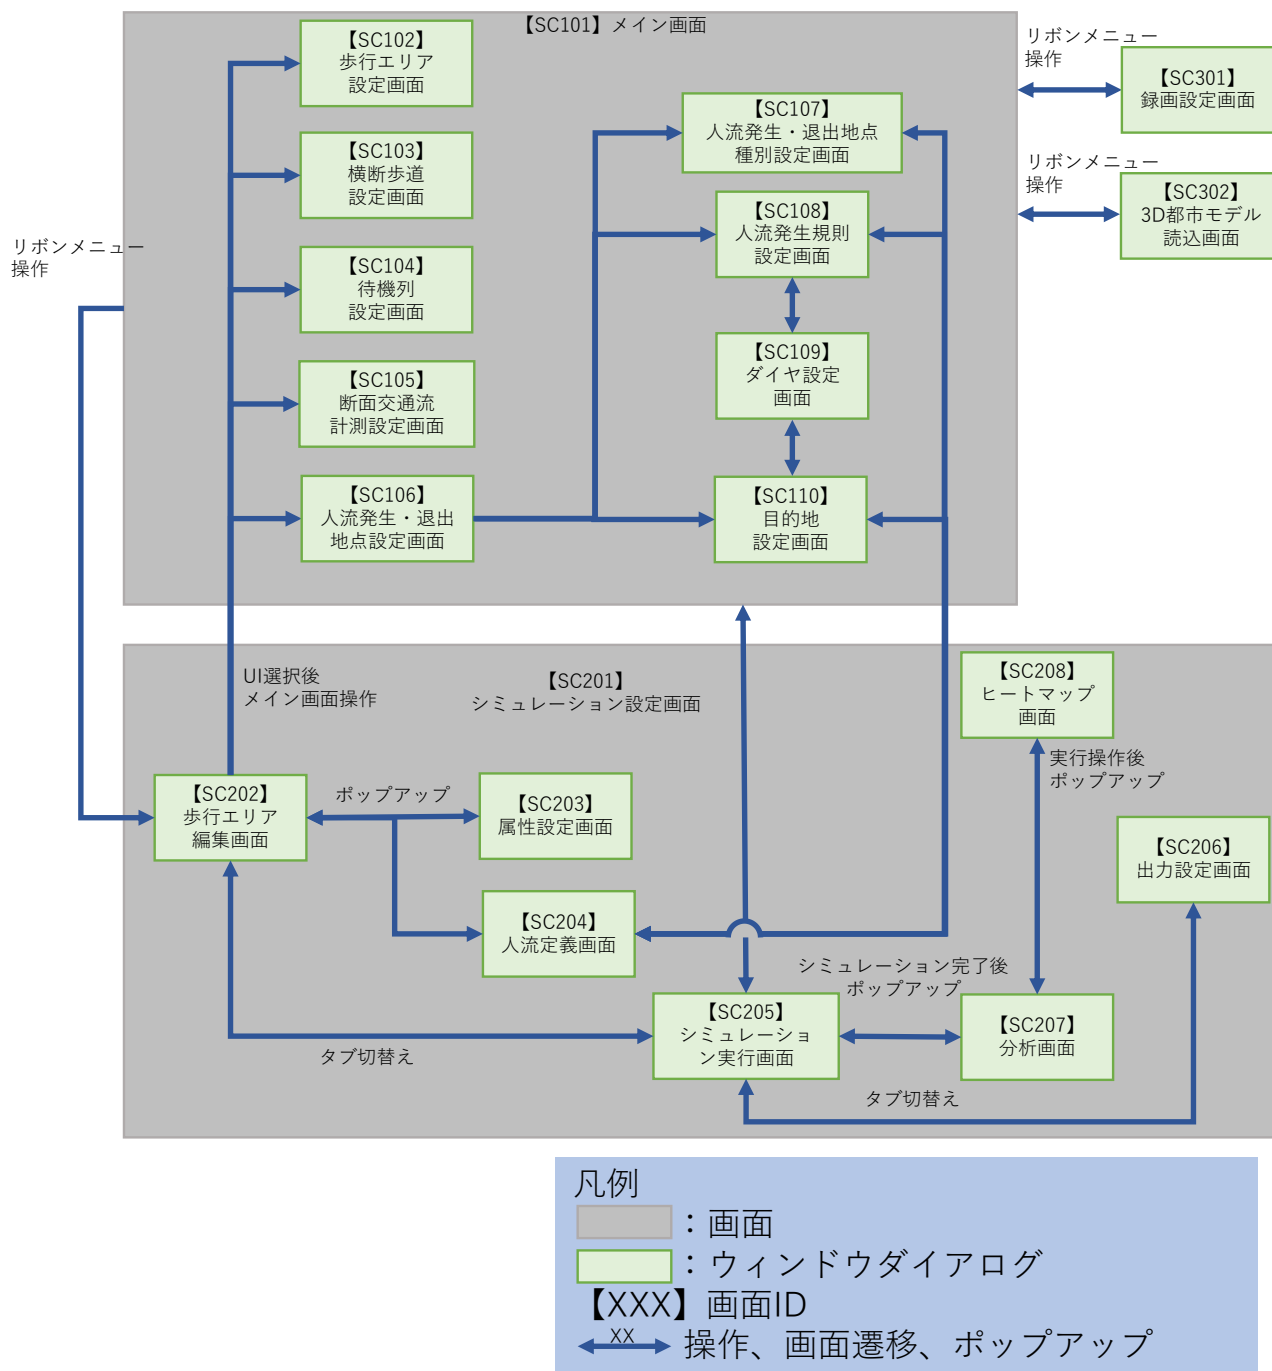 【SC101】メイン画面
【SC102】
歩行エリア
設定画面
【SC103】
横断歩道
設定画面
【SC104】
待機列
設定画面
【SC105】
断面交通流
計測設定画面
【SC106】
人流発生・退出
地点設定画面
【SC107】
人流発生・退出地点
種別設定画面
【SC108】
人流発生規則
設定画面
【SC109】
ダイヤ設定
画面
【SC110】
目的地
設定画面
リボンメニュー
操作
【SC301】
録画設定画面
リボンメニュー
操作
【SC302】
3D都市モデル
読込画面
リボンメニュー
操作
UI選択後
メイン画面操作
【SC201】
シミュレーション設定画面
【SC208】
ヒートマップ
画面
実行操作後
ポップアップ
【SC202】
歩行エリア
編集画面
ポップアップ
【SC203】
属性設定画面
【SC204】
人流定義画面
【SC206】
出力設定画面
シミュレーション完了後
ポップアップ
【SC205】
シミュレーショ
ン実行画面
【SC207】
分析画面
タブ切替え
タブ切替え
凡例
：画面
：ウィンドウダイアログ
【XXX】画面ID
XX 操作、画面遷移、ポップアップ